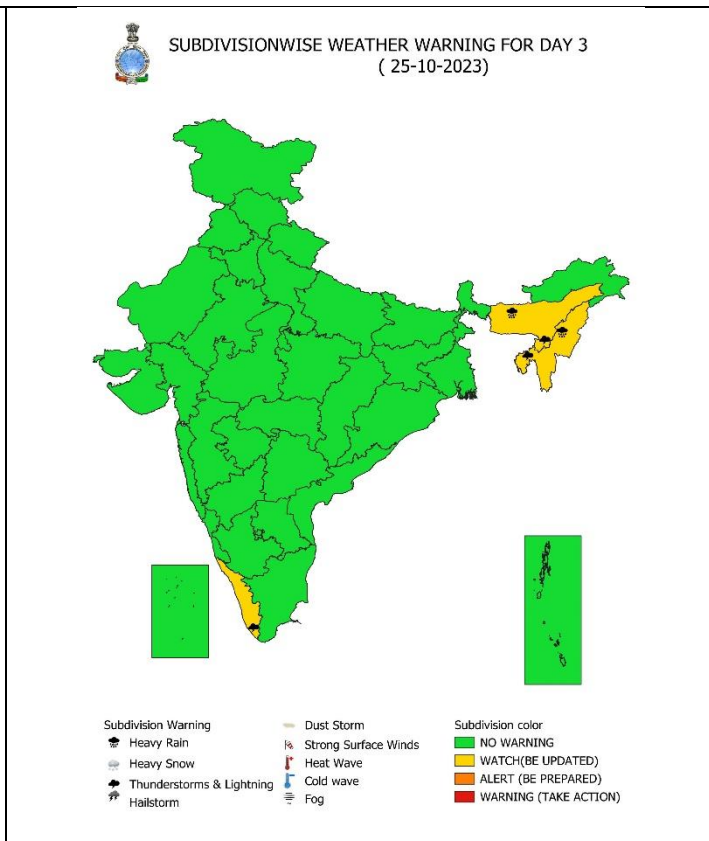 SUBDIVISIONWISE WEATHER WARNING FOR DAY 3
( 25-10-2023)
Subdivision Warning
Heavy Rain
Heavy Snow
Thunderstorms & Lightning
Hailstorm
Dust Storm
Strong Surface Winds
Heat Wave
Cold wave
Fog
Subdivision color
NO WARNING
WATCH(BE UPDATED)
ALERT (BE PREPARED)
WARNING (TAKE ACTION)